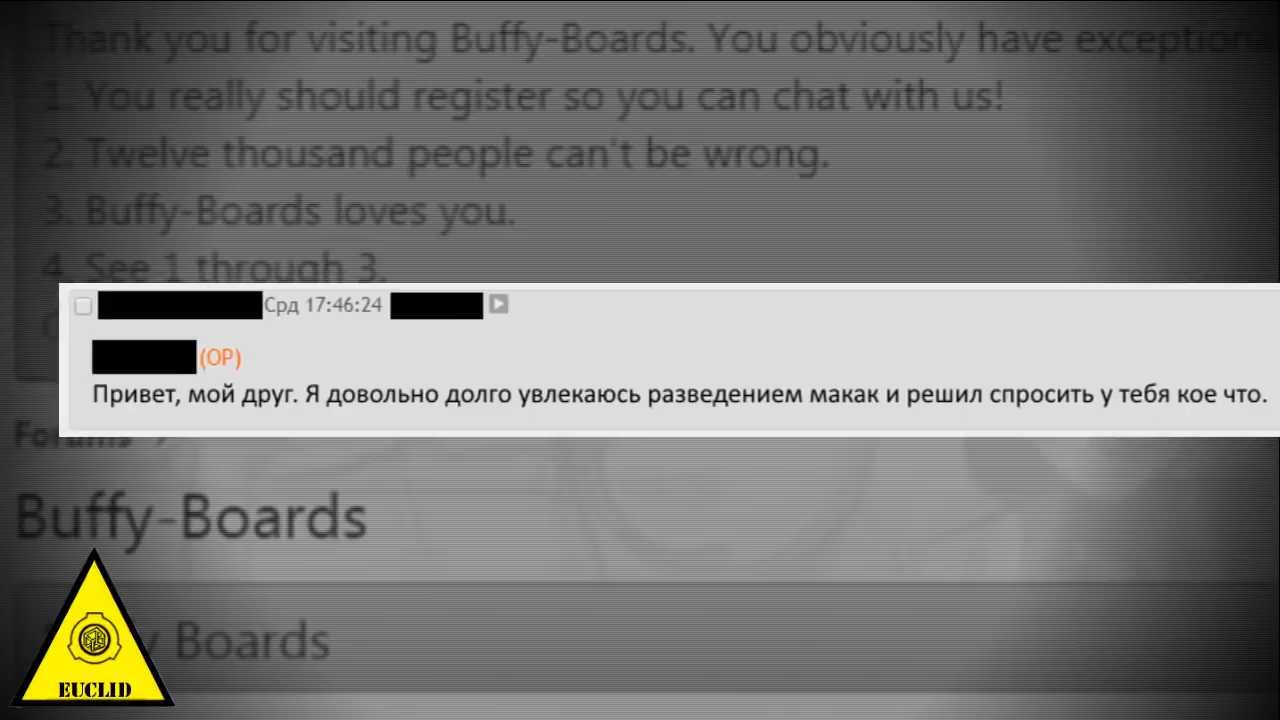 Thank you for visiting Buffy-Boards. You obviously have
1. You really should register so you can chat with us!
2. Twelve thousand people can't be wrong.
3. Buffy-Boards loves you.
4. See 1 through 3.
Срд 17:46:24
(OP)
Привет, мой друг. Я довольно долго увлекаюсь разведением макак и решил спросить у тебя кое что.
Forums
Buffy-Boards
Boards
EUCLID